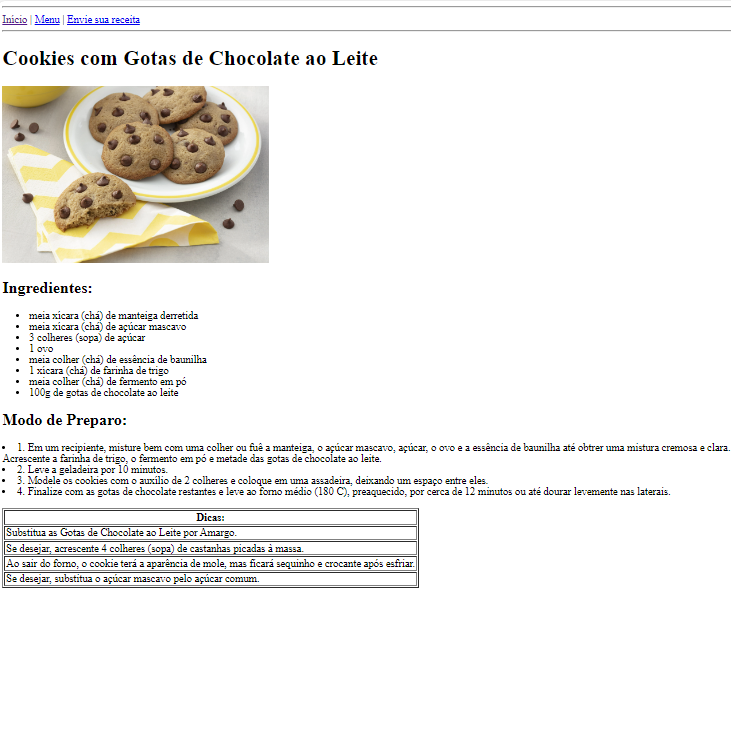 Início | Menu | Envie sua receita
Cookies com Gotas de Chocolate ao Leite
Ingredientes:
• meia xícara (chá) de manteiga derretida
• meia xícara (chá) de açúcar mascavo
• 3 colheres (sopa) de açúcar
• 1 ovo
• meia colher (chá) de essência de baunilha
• 1 xícara (chá) de farinha de trigo
• meia colher (chá) de fermento em pó
• 100g de gotas de chocolate ao leite
Modo de Preparo:
• 1. Em um recipiente, misture bem com uma colher ou fuê a manteiga, o açúcar mascavo, açúcar, o ovo e a essência de baunilha até obtrer uma mistura cremosa e clara.
Acrescente a farinha de trigo, o fermento em pó e metade das gotas de chocolate ao leite.
• 2. Leve a geladeira por 10 minutos.
• 3. Modele os cookies com o auxílio de 2 colheres e coloque em uma assadeira, deixando um espaço entre eles.
• 4. Finalize com as gotas de chocolate restantes e leve ao forno médio (180 C), preaquecido, por cerca de 12 minutos ou até dourar levemente nas laterais.
Dicas:
Substitua as Gotas de Chocolate ao Leite por Amargo.
Se desejar, acrescente 4 colheres (sopa) de castanhas picadas à massa.
Ao sair do forno, o cookie terá a aparência de mole, mas ficará sequinho e crocante após esfriar.
Se desejar, substitua o açúcar mascavo pelo açúcar comum.